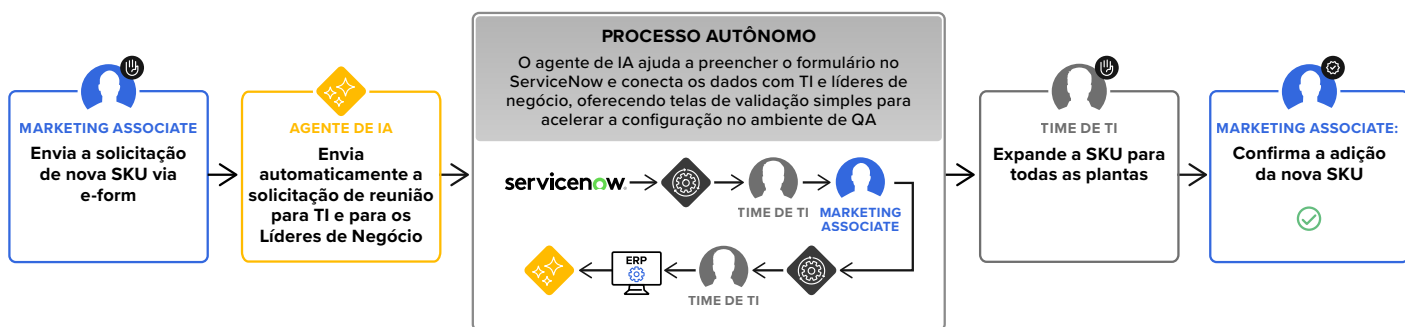 MARKETING ASSOCIATE
Envia a solicitação
de nova SKU via
e-form
AGENTE DE IA
Envia
automaticamente a
solicitação de reunião
para TI e para os
Líderes de Negócio
PROCESSO AUTÔNOMO
O agente de IA ajuda a preencher o formulário no
ServiceNow e conecta os dados com TI e líderes de
negócio, oferecendo telas de validação simples para
acelerar a configuração no ambiente de QA
servicenow
TIME DE TI
MARKETING
ASSOCIATE
ERP
TIME DE TI
TIME DE TI
Expande a SKU para
todas as plantas
MARKETING ASSOCIATE:
Confirma a adição
da nova SKU